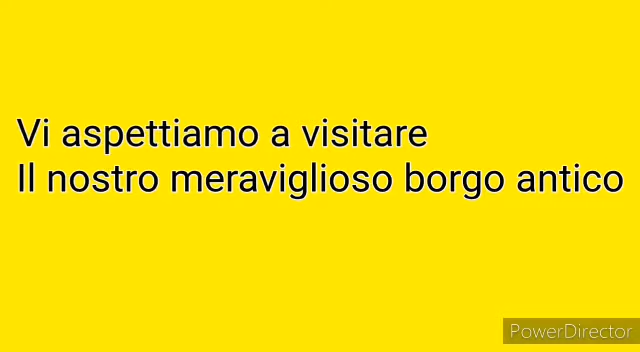 Vi aspettiamo a visitare
Il nostro meraviglioso borgo antico
PowerDirector